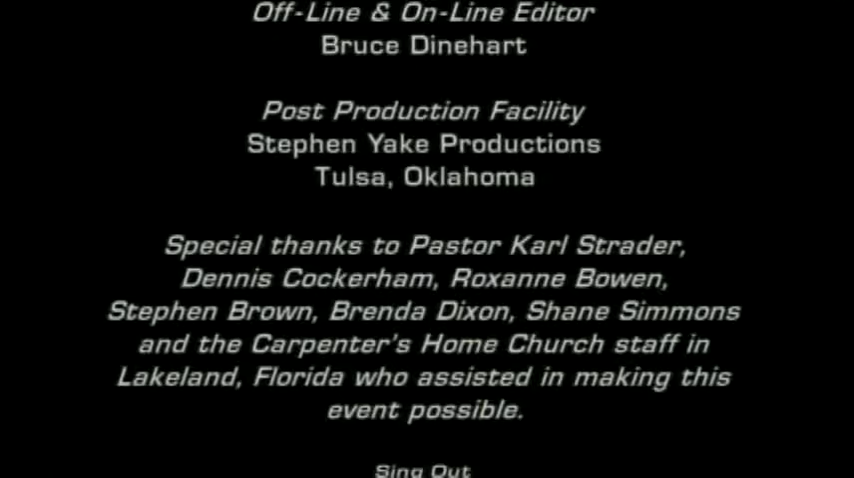 Off-Line & On-Line Editor
Bruce Dinehart
Post Production Facility
Stephen Yake Productions
Tulsa, Oklahoma
Special thanks to Pastor Karl Strader,
Dennis Cockerham, Roxanne Bowen,
Stephen Brown, Brenda Dixon, Shane Simmons
and the Carpenter's Home Church staff in
Lakeland, Florida who assisted in making this
event possible.
Sing Out